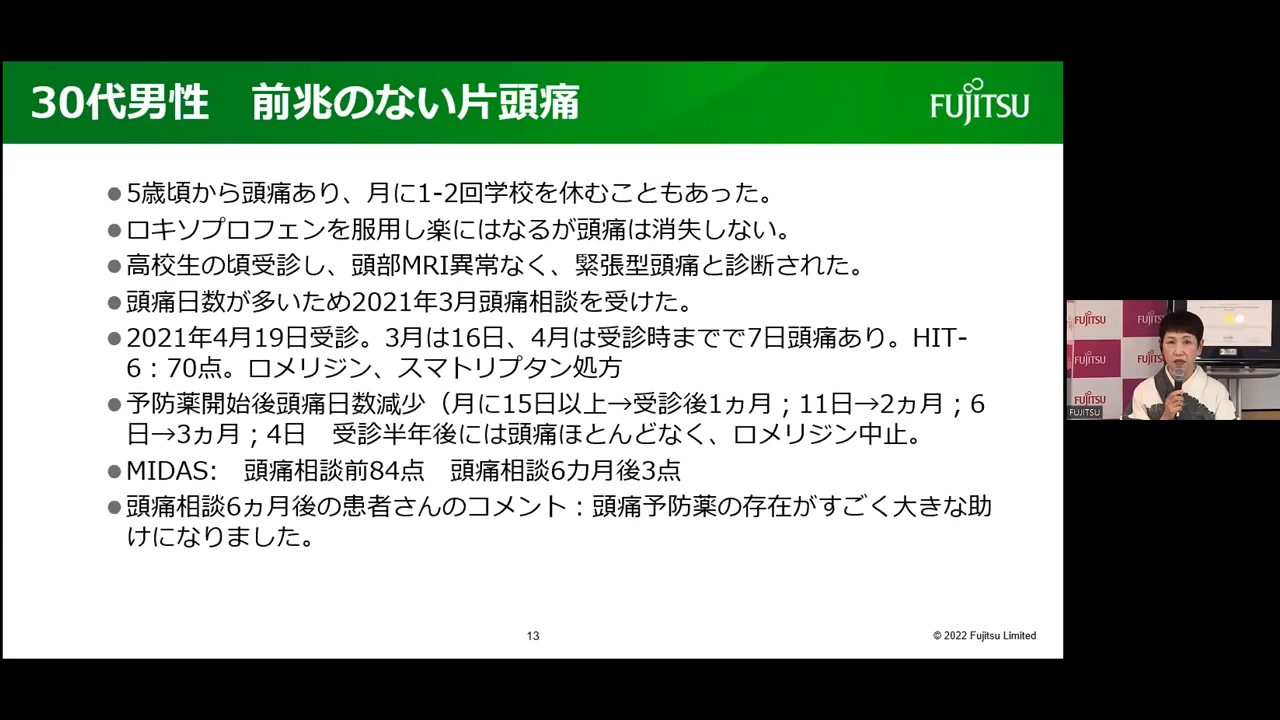 30代男性　前兆のない片頭痛
FUJITSU
●5歳頃から頭痛あり、月に1-2回学校を休むこともあった。
●ロキソプロフェンを服用し楽にはなるが頭痛は消失しない。
●高校生の頃受診し、頭部MRI異常なく、緊張型頭痛と診断された。
●頭痛日数が多いため2021年3月頭痛相談を受けた。
●2021年4月19日受診。3月は16日、4月は受診時までで7日頭痛あり。HIT-
6：70点。ロメリジン、スマトリプタン処方
●予防薬開始後頭痛日数減少（月に15日以上→受診後1ヵ月；11日→2ヵ月；6
日→3ヵ月；4日　受診半年後には頭痛ほとんどなく、ロメリジン中止。
●MIDAS:　頭痛相談前84点　頭痛相談6カ月後3点
●頭痛相談6ヵ月後の患者さんのコメント：頭痛予防薬の存在がすごく大きな助
けになりました。
13
© 2022 Fujitsu Limited
FUJITSU
FUJITSU
FUJITSU
FUJITSU
FUJITSU
FUJITSU